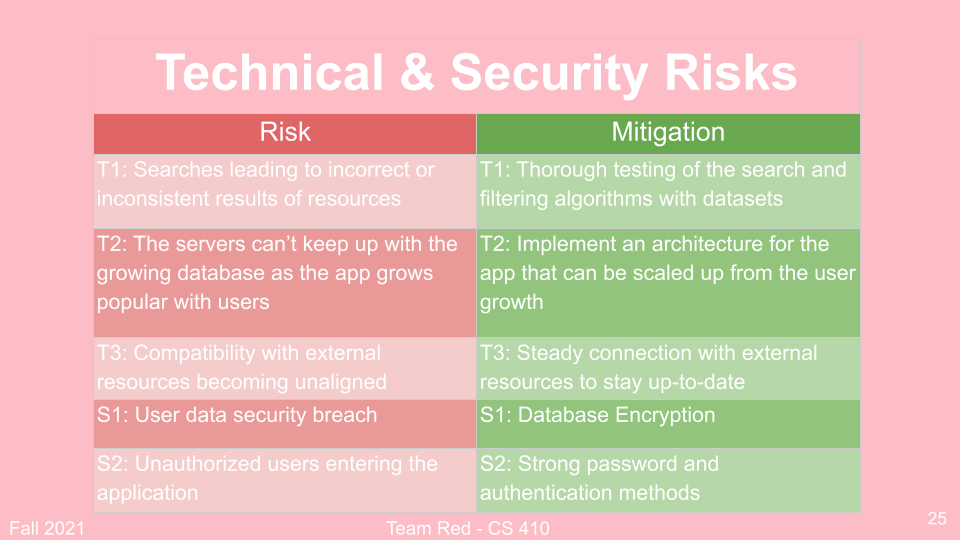 Technical & Security Risks
Risk
Mitigation
T1: Searches leading to incorrect or
inconsistent results of resources
T1: Thorough testing of the search and
filtering algorithms with datasets
T2: The servers can’t keep up with the
growing database as the app grows
popular with users
T2: Implement an architecture for the
app that can be scaled up from the user
growth
T3: Compatibility with external
resources becoming unaligned
T3: Steady connection with external
resources to stay up-to-date
S1: User data security breach
S1: Database Encryption
S2: Unauthorized users entering the
application
S2: Strong password and
authentication methods
Fall 2021
Team Red - CS 410
25